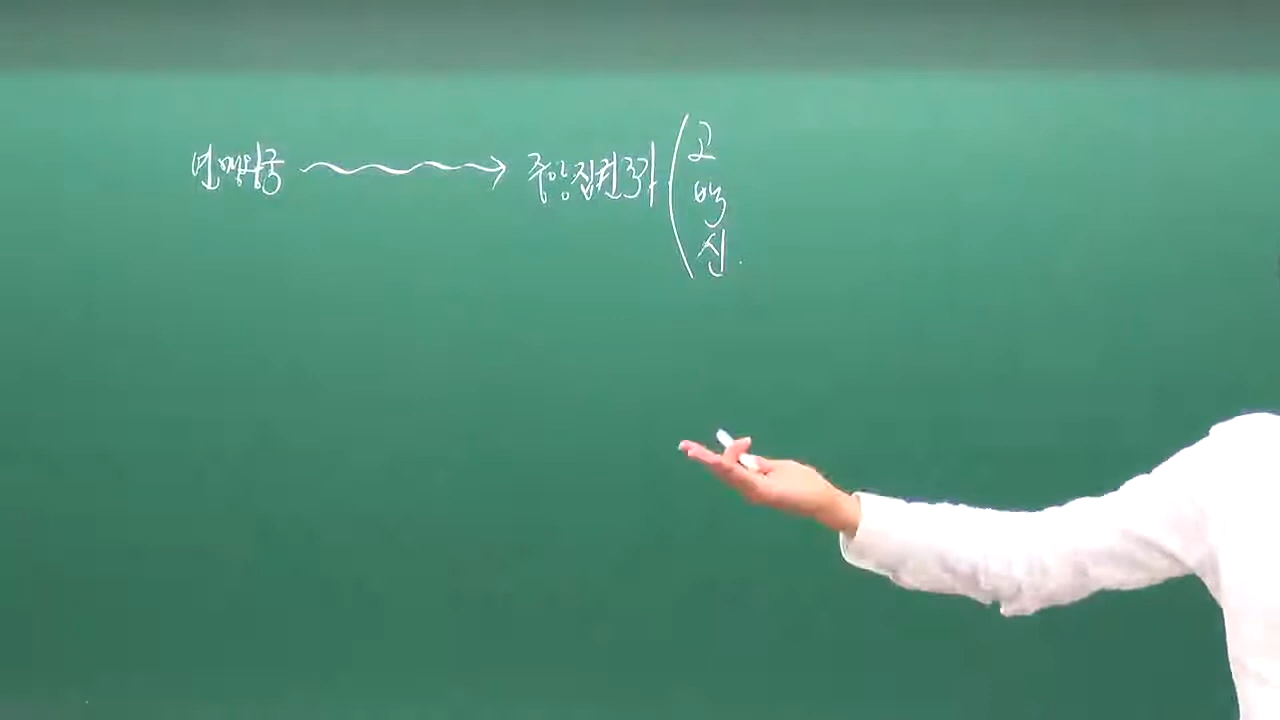 연맹왕국 → 중앙집권국가 ( 고
백
신.